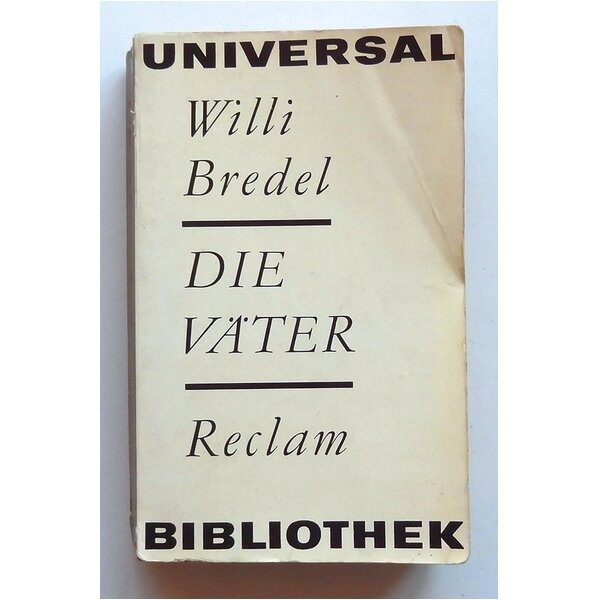 UNIVERSAL
Willi
Bredel
DIE
VÄTER
Reclam
BIBLIOTHEK